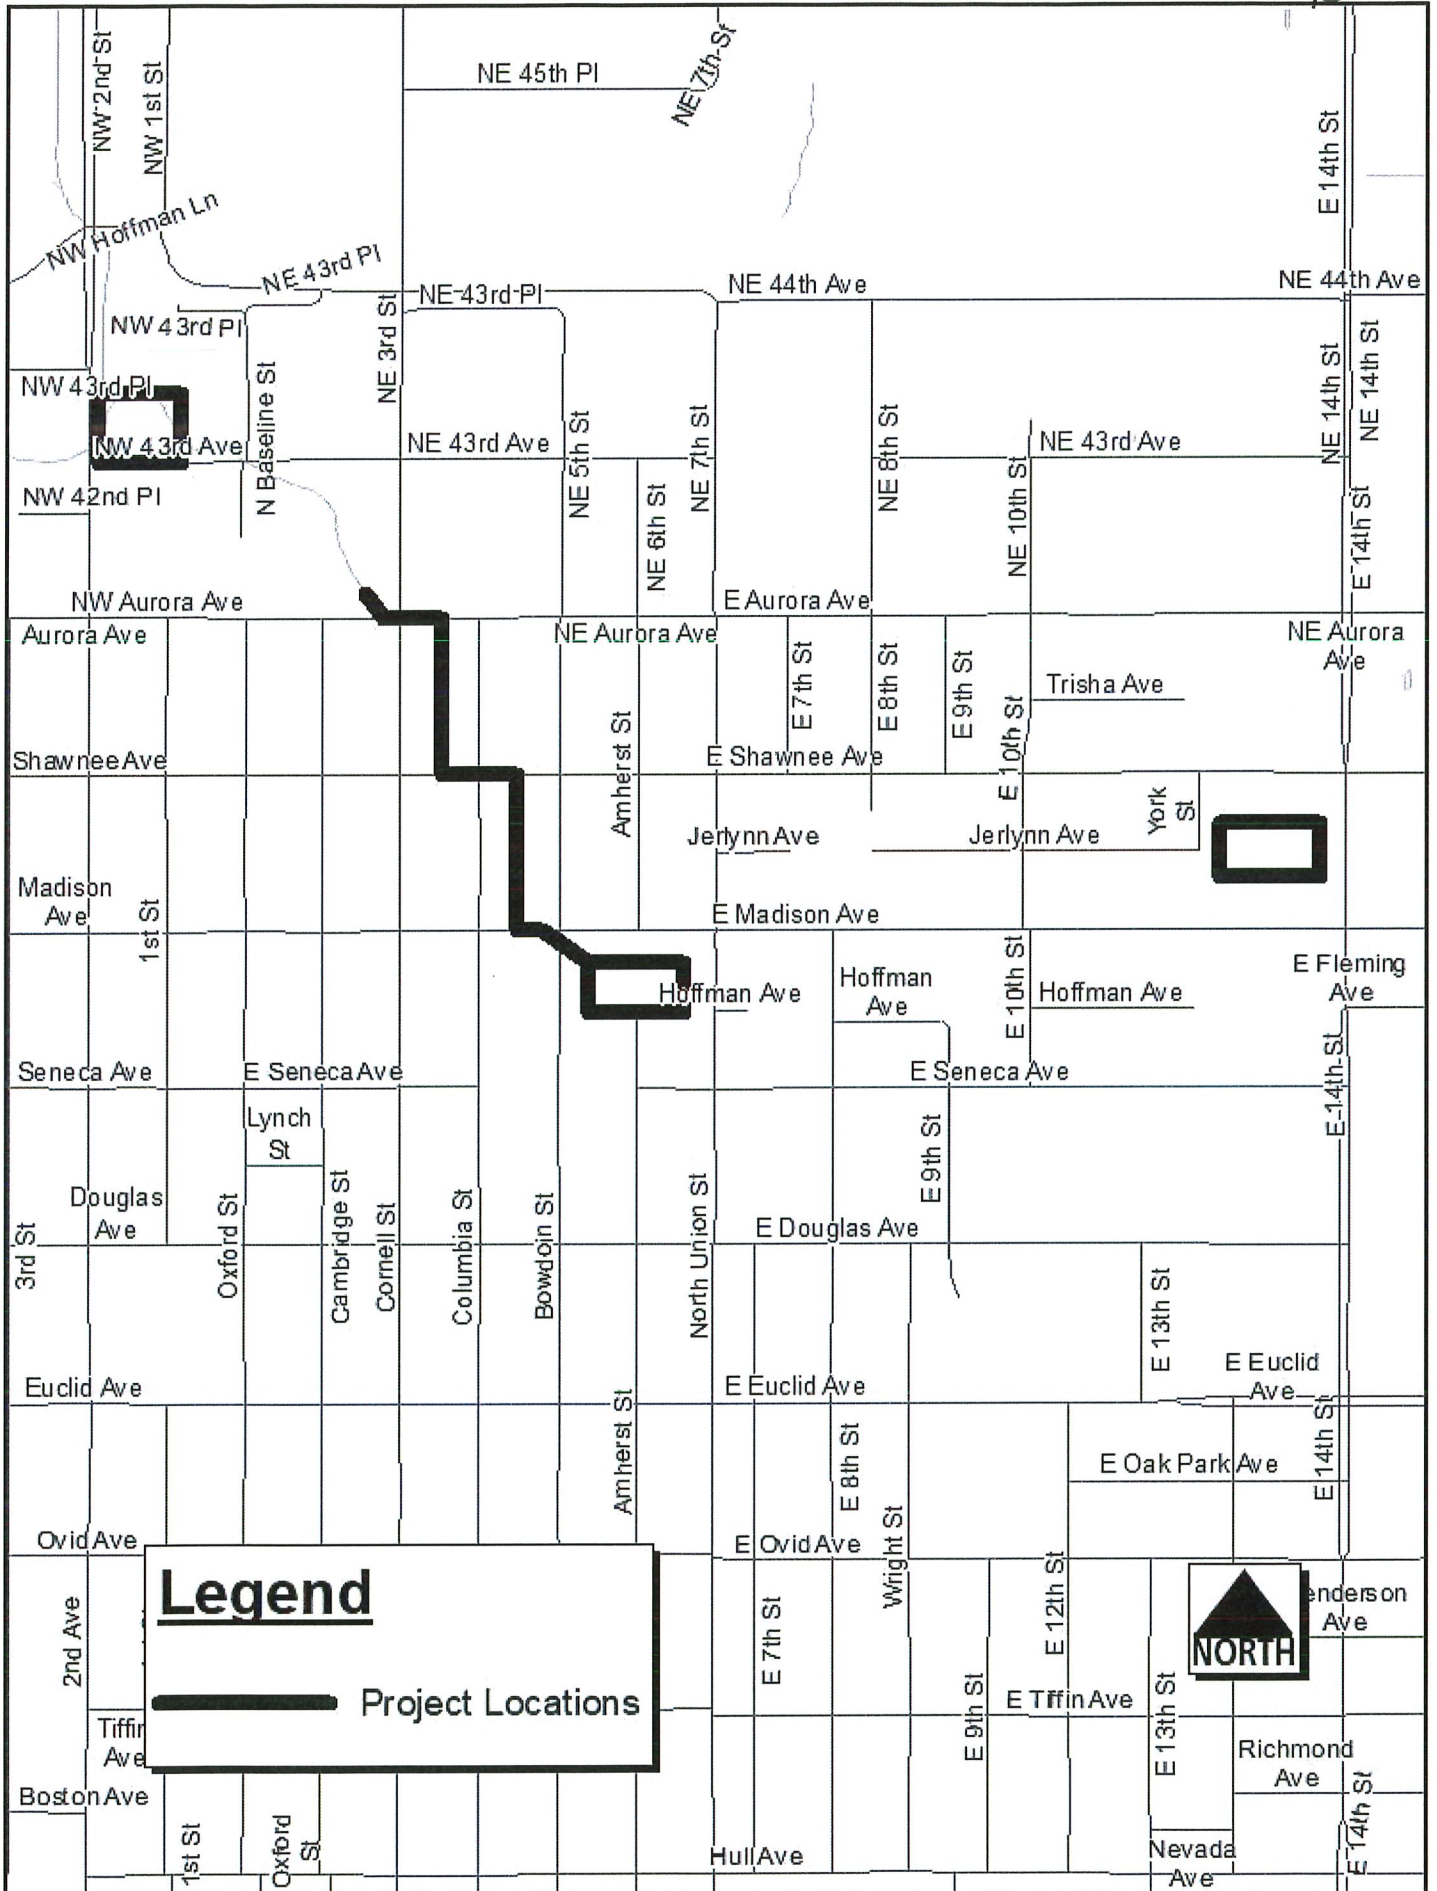 NW 2nd St
NW 1st St
NE 45th Pl
NE 7th St
E 14th St
NW Hoffman Ln
NE 43rd Pl
NE 43rd Pl
NE 44th Ave
NE 44th Ave
NW 43rd Pl
NE 3rd St
NW 43rd Pl
N Baseline St
NE 14th St
NE 14th St
NW 43rd Ave
NE 43rd Ave
NE 5th St
NE 7th St
NE 8th St
NE 43rd Ave
NW 42nd Pl
NE 6th St
NE 10th St
E 14th St
NW Aurora Ave
E Aurora Ave
Aurora Ave
NE Aurora Ave
NE Aurora
Ave
E 7th St
E 8th St
E 9th St
Trisha Ave
E 10th St
Shawnee Ave
E Shawnee Ave
Amherst St
York
St
Jerlynn Ave
Jerlynn Ave
Madison
Ave
1st St
E Madison Ave
E 10th St
Hoffman Ave
Hoffman
Ave
Hoffman Ave
E Fleming
Ave
Seneca Ave
E Seneca Ave
E Seneca Ave
E 14th St
Lynch
St
E 9th St
Douglas
Ave
3rd St
Oxford St
Cambridge St
Cornell St
Columbia St
Bowdoin St
North Union St
E Douglas Ave
E 13th St
Euclid Ave
E Euclid Ave
E Euclid
Ave
Amherst St
E 8th St
E Oak Park Ave
E 14th St
Ovid Ave
E Ovid Ave
Wright St
E 12th St
Legend
Project Locations
2nd Ave
E 7th St
NORTH
enderson
Ave
E 9th St
E Tiffin Ave
E 13th St
Tiffin
Ave
Richmond
Ave
Boston Ave
1st St
Oxford
St
Hull Ave
Nevada
Ave
E 14th St